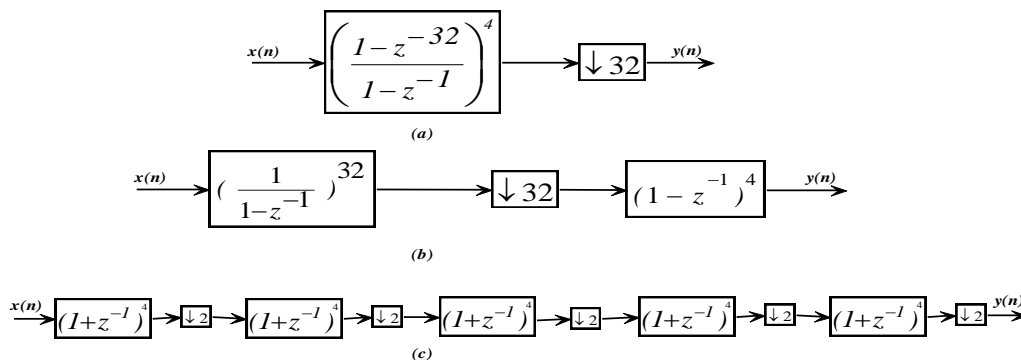 x(n) ( (1 − z^−32) / (1 − z^−1) )^4 ↓ 32 y(n)
(a)
x(n) ( 1 / (1−z^−1) )^32 ↓ 32 (1 − z^−1)^4 y(n)
(b)
x(n) (1+z^−1)^4 ↓ 2 (1+z^−1)^4 ↓ 2 (1+z^−1)^4 ↓ 2 (1+z^−1)^4 ↓ 2 (1+z^−1)^4 ↓ 2 y(n)
(c)